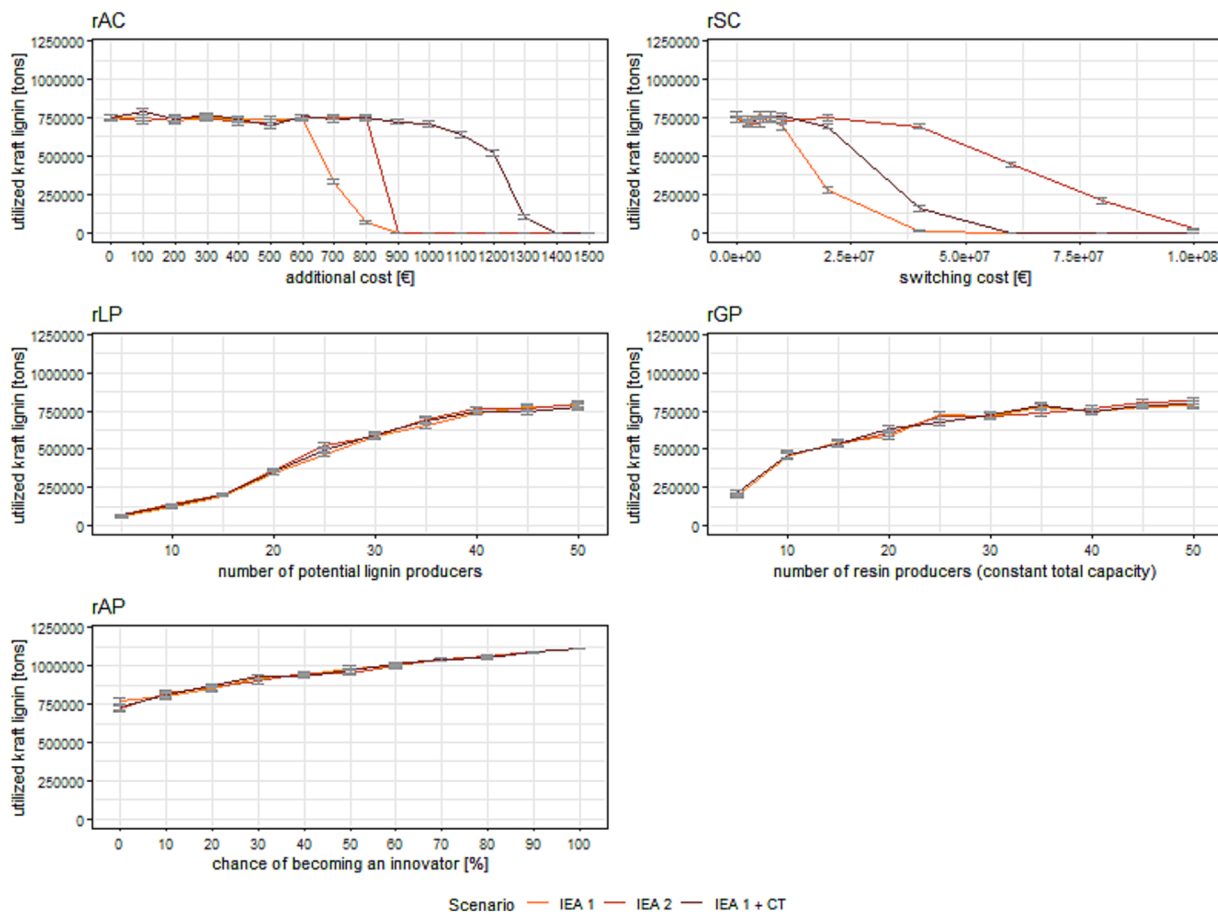 rAC
utilized kraft lignin [tons]
1250000
1000000
750000
500000
250000
0
0 100 200 300 400 500 600 700 800 900 1000 1100 1200 1300 1400 1500
additional cost [€]
rSC
utilized kraft lignin [tons]
1250000
1000000
750000
500000
250000
0
0.0e+00 2.5e+07 5.0e+07 7.5e+07 1.0e+08
switching cost [€]
rLP
utilized kraft lignin [tons]
1250000
1000000
750000
500000
250000
0
10 20 30 40 50
number of potential lignin producers
rGP
utilized kraft lignin [tons]
1250000
1000000
750000
500000
250000
0
10 20 30 40 50
number of resin producers (constant total capacity)
rAP
utilized kraft lignin [tons]
1250000
1000000
750000
500000
250000
0
0 10 20 30 40 50 60 70 80 90 100
chance of becoming an innovator [%]
Scenario IEA 1 IEA 2 IEA 1 + CT